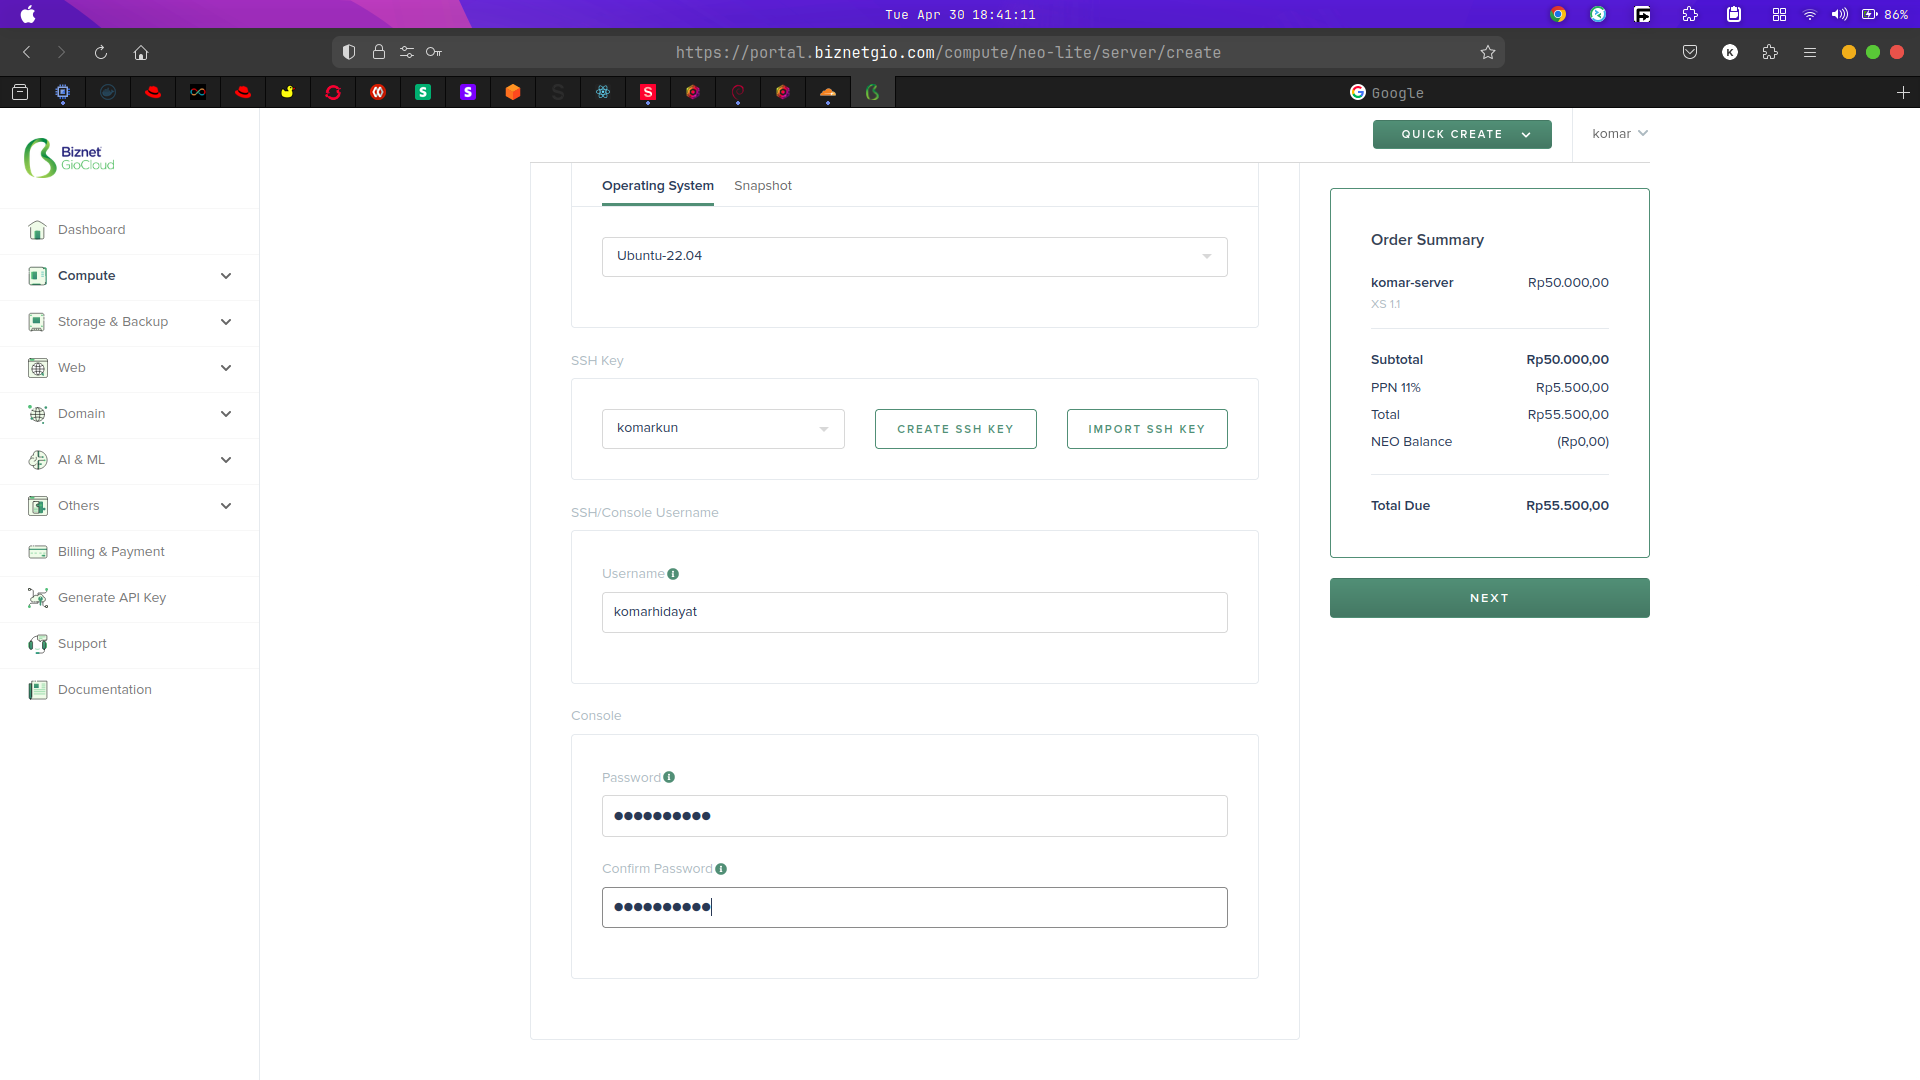 Tue Apr 30 18:41:11
86%
https://portal.biznetgio.com/compute/neo-lite/server/create
K
Google
Biznet
GioCloud
QUICK CREATE
komar
Dashboard
Compute
Storage & Backup
Web
Domain
AI & ML
Others
Billing & Payment
Generate API Key
Support
Documentation
Operating System
Snapshot
Ubuntu-22.04
SSH Key
komarkun
CREATE SSH KEY
IMPORT SSH KEY
SSH/Console Username
Username
komarhidayat
Console
Password
●●●●●●●●●●
Confirm Password
●●●●●●●●●●
Order Summary
komar-server Rp50.000,00
XS 1.1
Subtotal Rp50.000,00
PPN 11% Rp5.500,00
Total Rp55.500,00
NEO Balance (Rp0,00)
Total Due Rp55.500,00
NEXT